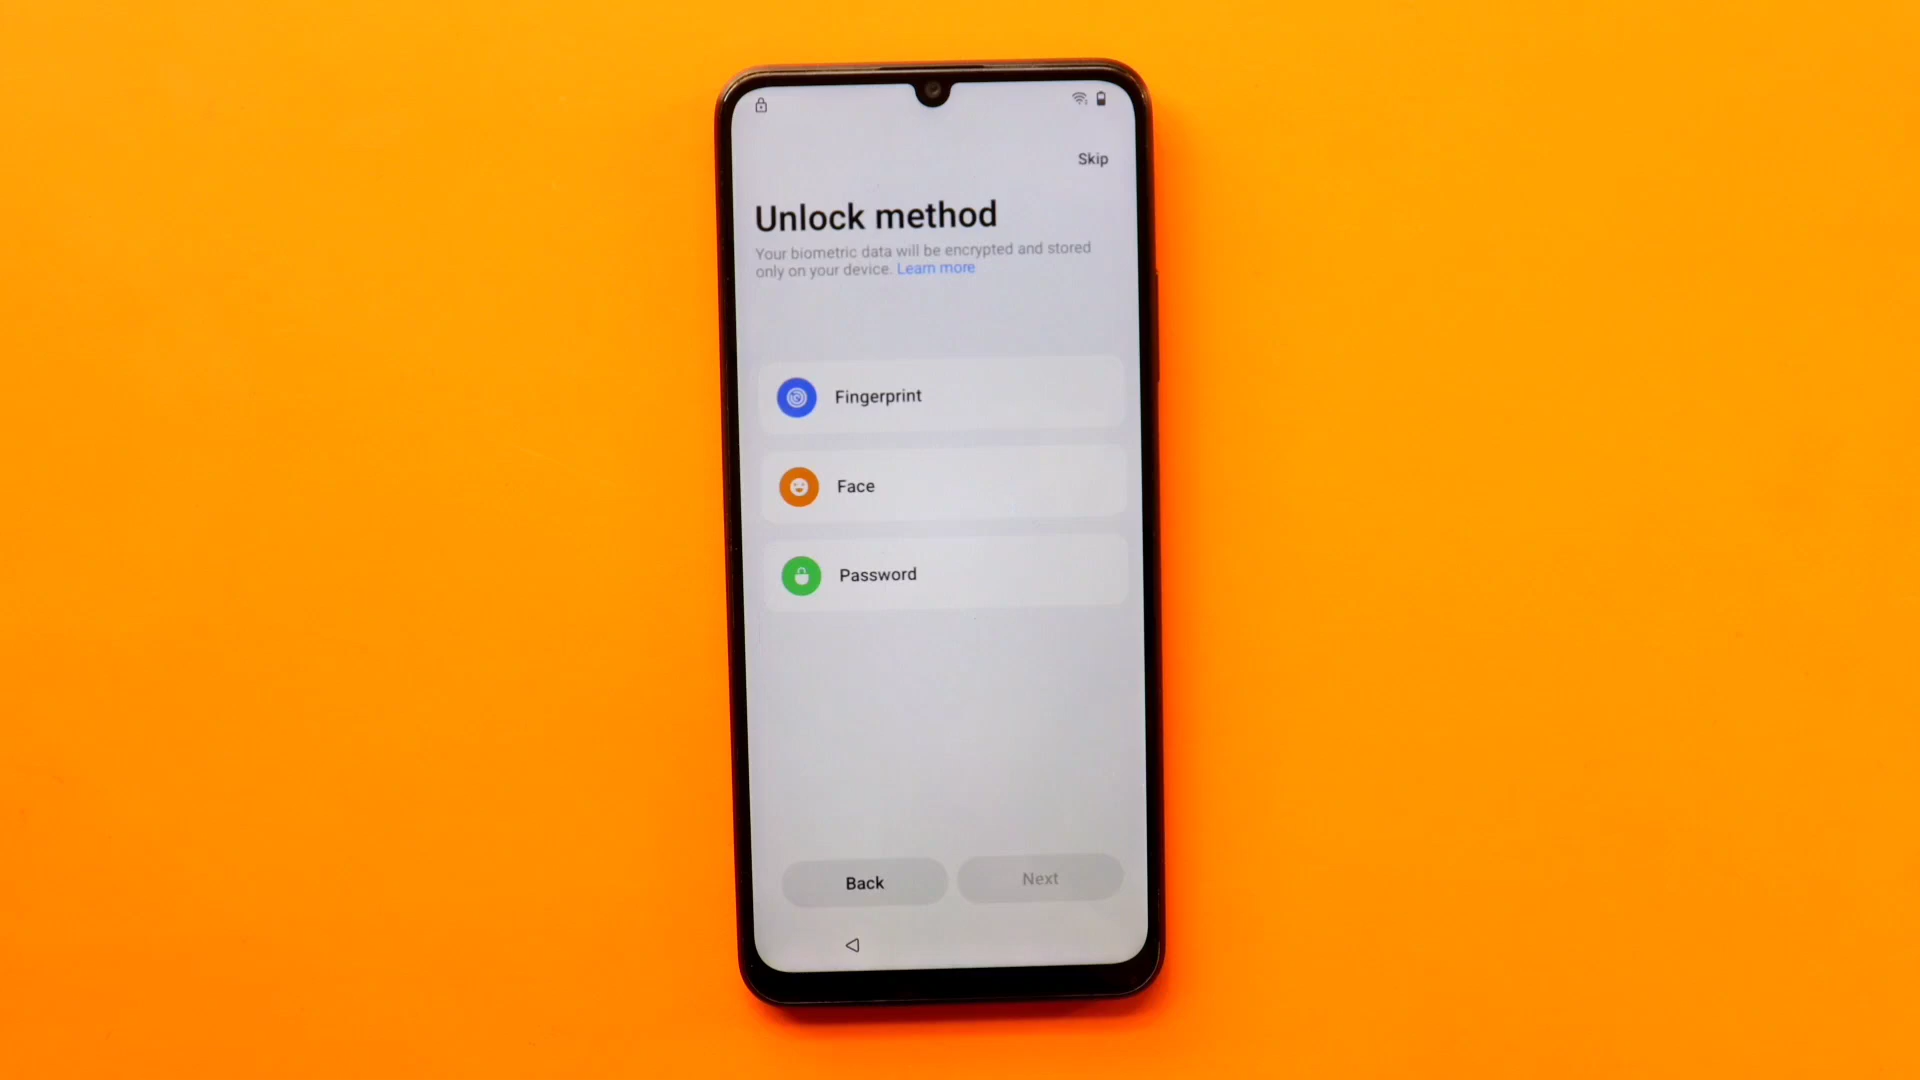 Skip
Unlock method
Your biometric data will be encrypted and stored
only on your device. Learn more
Fingerprint
Face
Password
Back
Next